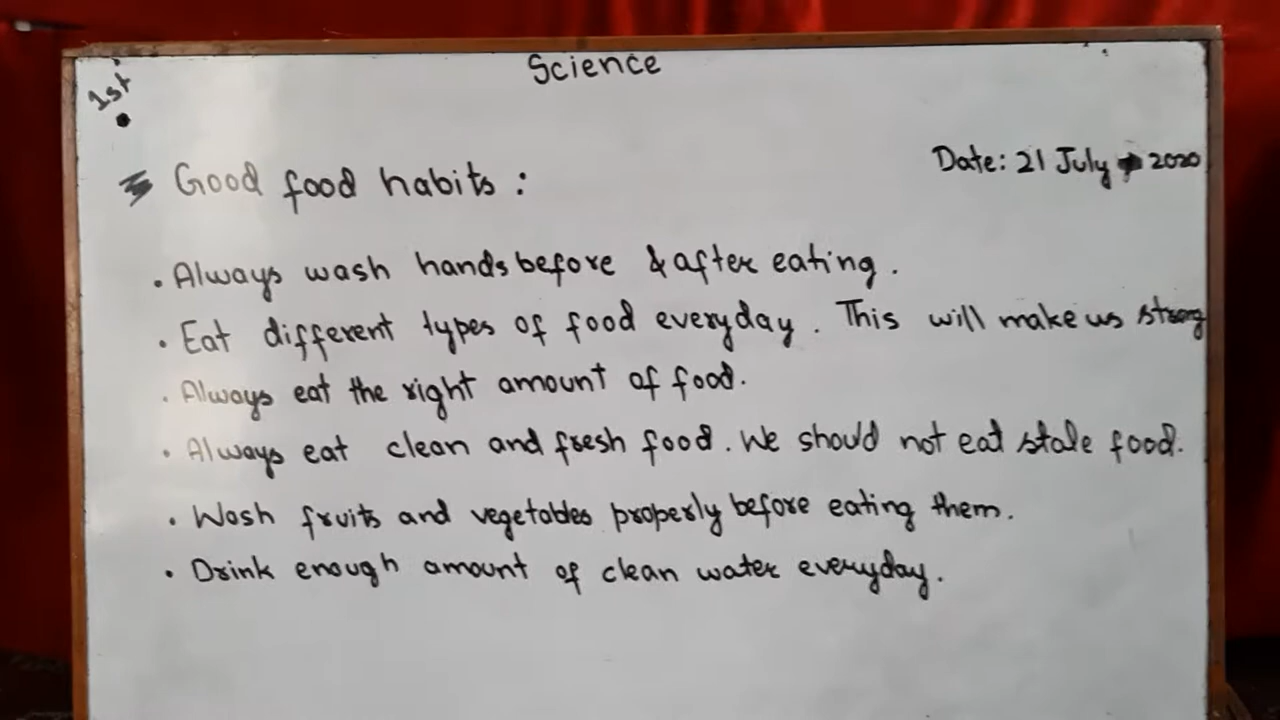 Science
1st
Date: 21 July 2020
Good food habits :
. Always wash hands before & after eating.
. Eat different types of food everyday. This will make us strong
. Always eat the right amount of food.
. Always eat clean and fresh food. We should not eat stale food.
. Wash fruits and vegetables properly before eating them.
. Drink enough amount of clean water everyday.